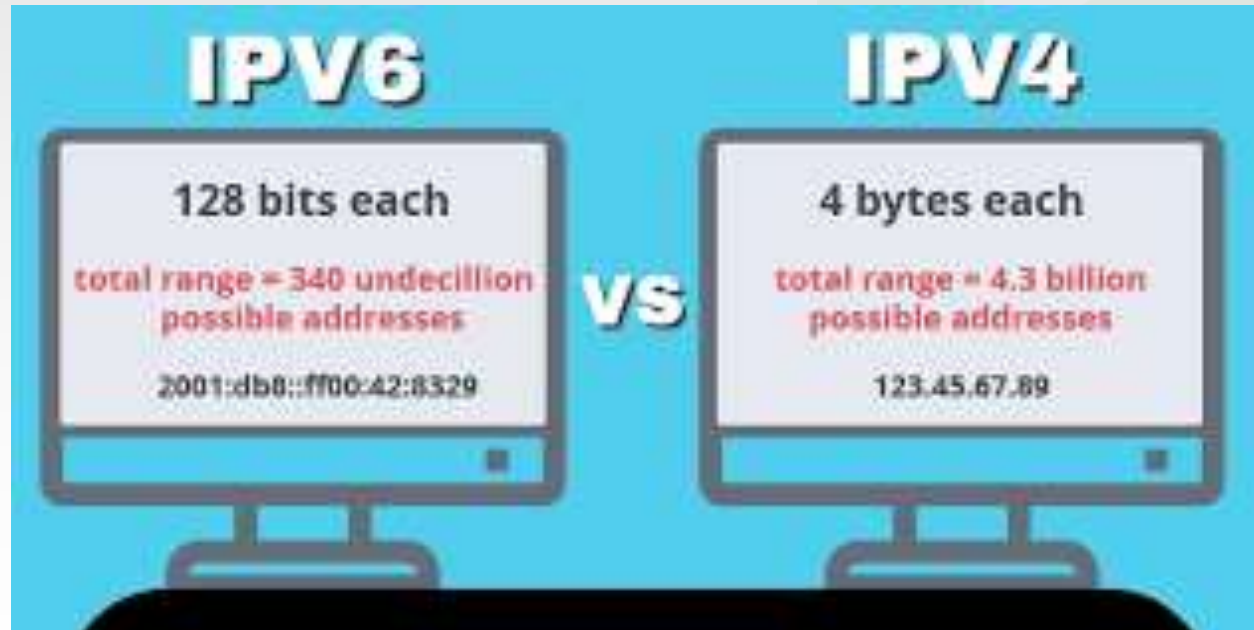 IPV6
128 bits each
total range = 340 undecillion
possible addresses
2001:db8::ff00:42:8329
vs
IPV4
4 bytes each
total range = 4.3 billion
possible addresses
123.45.67.89